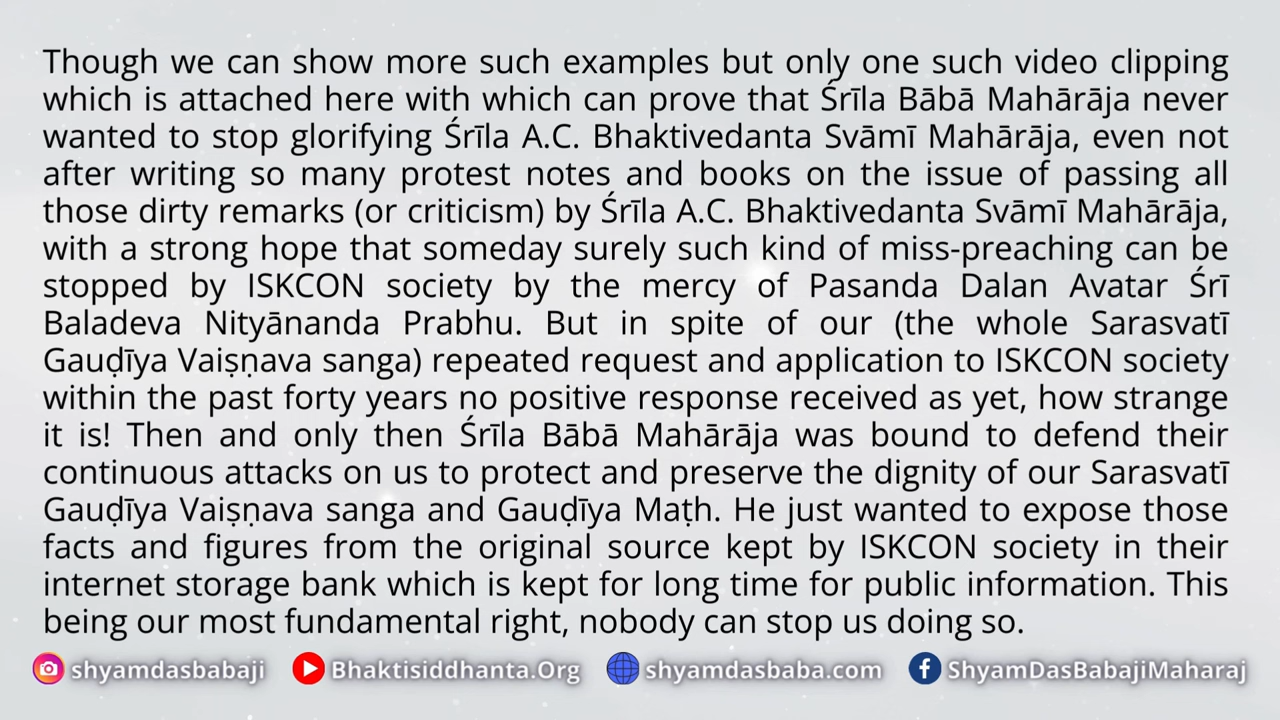 Though we can show more such examples but only one such video clipping
which is attached here with which can prove that Śrīla Bābā Mahārāja never
wanted to stop glorifying Śrīla A.C. Bhaktivedanta Svāmī Mahārāja, even not
after writing so many protest notes and books on the issue of passing all
those dirty remarks (or criticism) by Śrīla A.C. Bhaktivedanta Svāmī Mahārāja,
with a strong hope that someday surely such kind of miss-preaching can be
stopped by ISKCON society by the mercy of Pasanda Dalan Avatar Śrī
Baladeva Nityānanda Prabhu. But in spite of our (the whole Sarasvatī
Gauḍīya Vaiṣṇava sanga) repeated request and application to ISKCON society
within the past forty years no positive response received as yet, how strange
it is! Then and only then Śrīla Bābā Mahārāja was bound to defend their
continuous attacks on us to protect and preserve the dignity of our Sarasvatī
Gauḍīya Vaiṣṇava sanga and Gauḍīya Maṭh. He just wanted to expose those
facts and figures from the original source kept by ISKCON society in their
internet storage bank which is kept for long time for public information. This
being our most fundamental right, nobody can stop us doing so.
shyamdasbabaji Bhaktisiddhanta.Org shyamdasbaba.com ShyamDasBabajiMaharaj